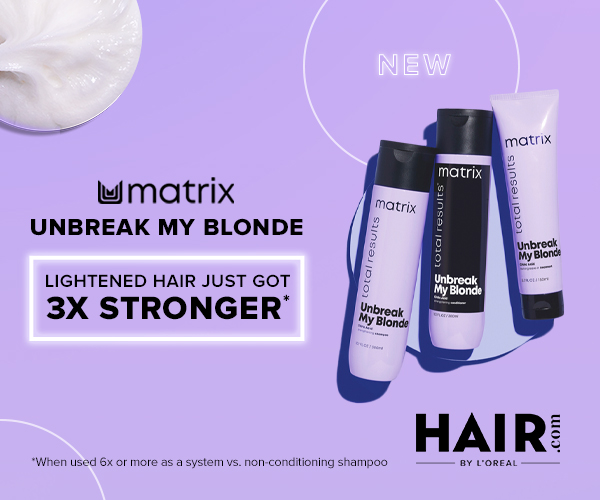 NEW
matrix
UNBREAK MY BLONDE
LIGHTENED HAIR JUST GOT
3X STRONGER*
matrix
total results
Unbreak
My Blonde
matrix
total results
Unbreak
My Blonde
matrix
total results
Unbreak
My Blonde
HAIR.com
BY L'OREAL
*When used 6x or more as a system vs. non-conditioning shampoo